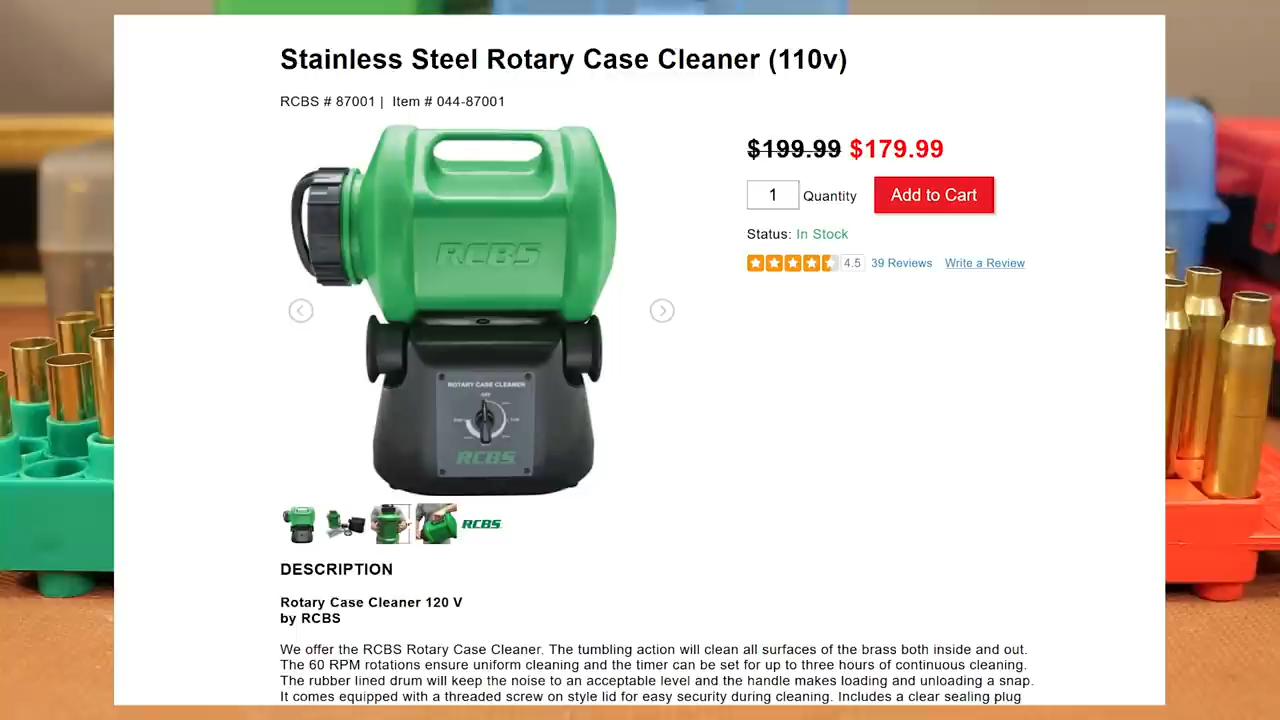 Stainless Steel Rotary Case Cleaner (110v)
RCBS # 87001 | Item # 044-87001
$199.99 $179.99
1 Quantity Add to Cart
Status: In Stock
4.5 39 Reviews Write a Review
RCBS
ROTARY CASE CLEANER
OFF
RCBS
RCBS
DESCRIPTION
Rotary Case Cleaner 120 V
by RCBS
We offer the RCBS Rotary Case Cleaner. The tumbling action will clean all surfaces of the brass both inside and out.
The 60 RPM rotations ensure uniform cleaning and the timer can be set for up to three hours of continuous cleaning.
The rubber lined drum will keep the noise to an acceptable level and the handle makes loading and unloading a snap.
It comes equipped with a threaded screw on style lid for easy security during cleaning. Includes a clear sealing plug